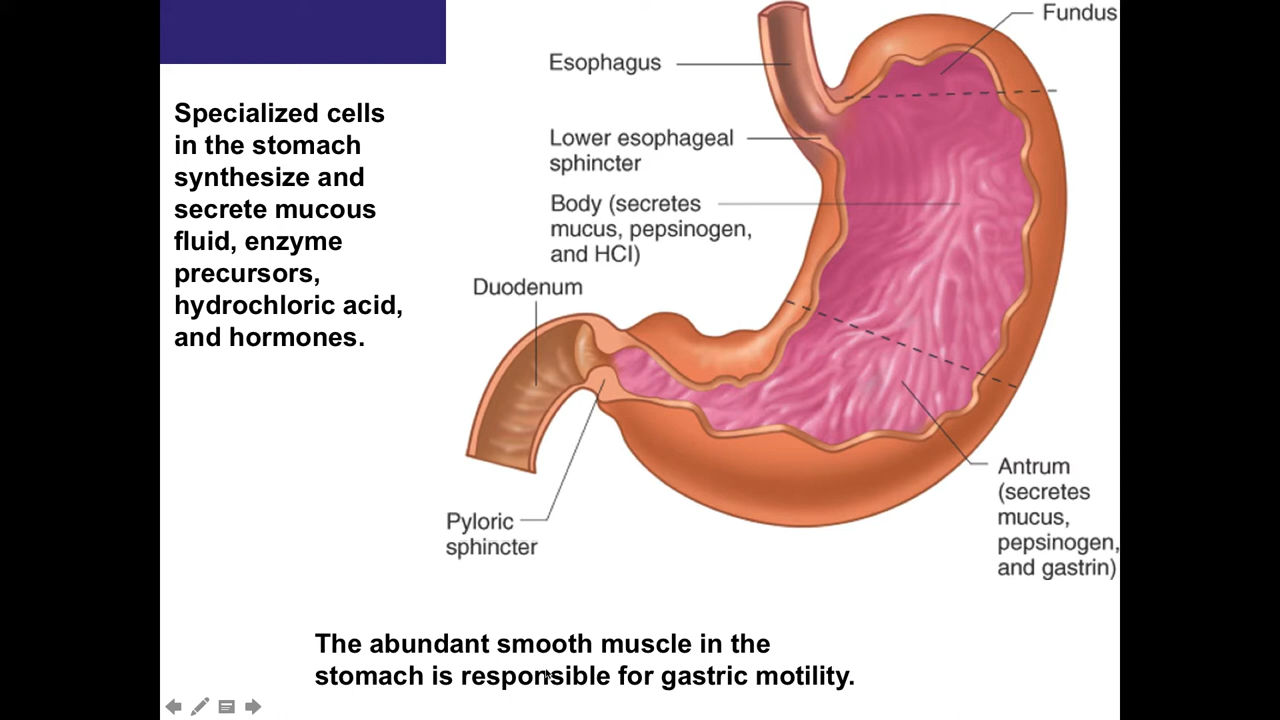 Specialized cells
in the stomach
synthesize and
secrete mucous
fluid, enzyme
precursors,
hydrochloric acid,
and hormones.
Fundus
Esophagus
Lower esophageal
sphincter
Body (secretes
mucus, pepsinogen,
and HCl)
Duodenum
Pyloric
sphincter
Antrum
(secretes
mucus,
pepsinogen,
and gastrin)
The abundant smooth muscle in the
stomach is responsible for gastric motility.